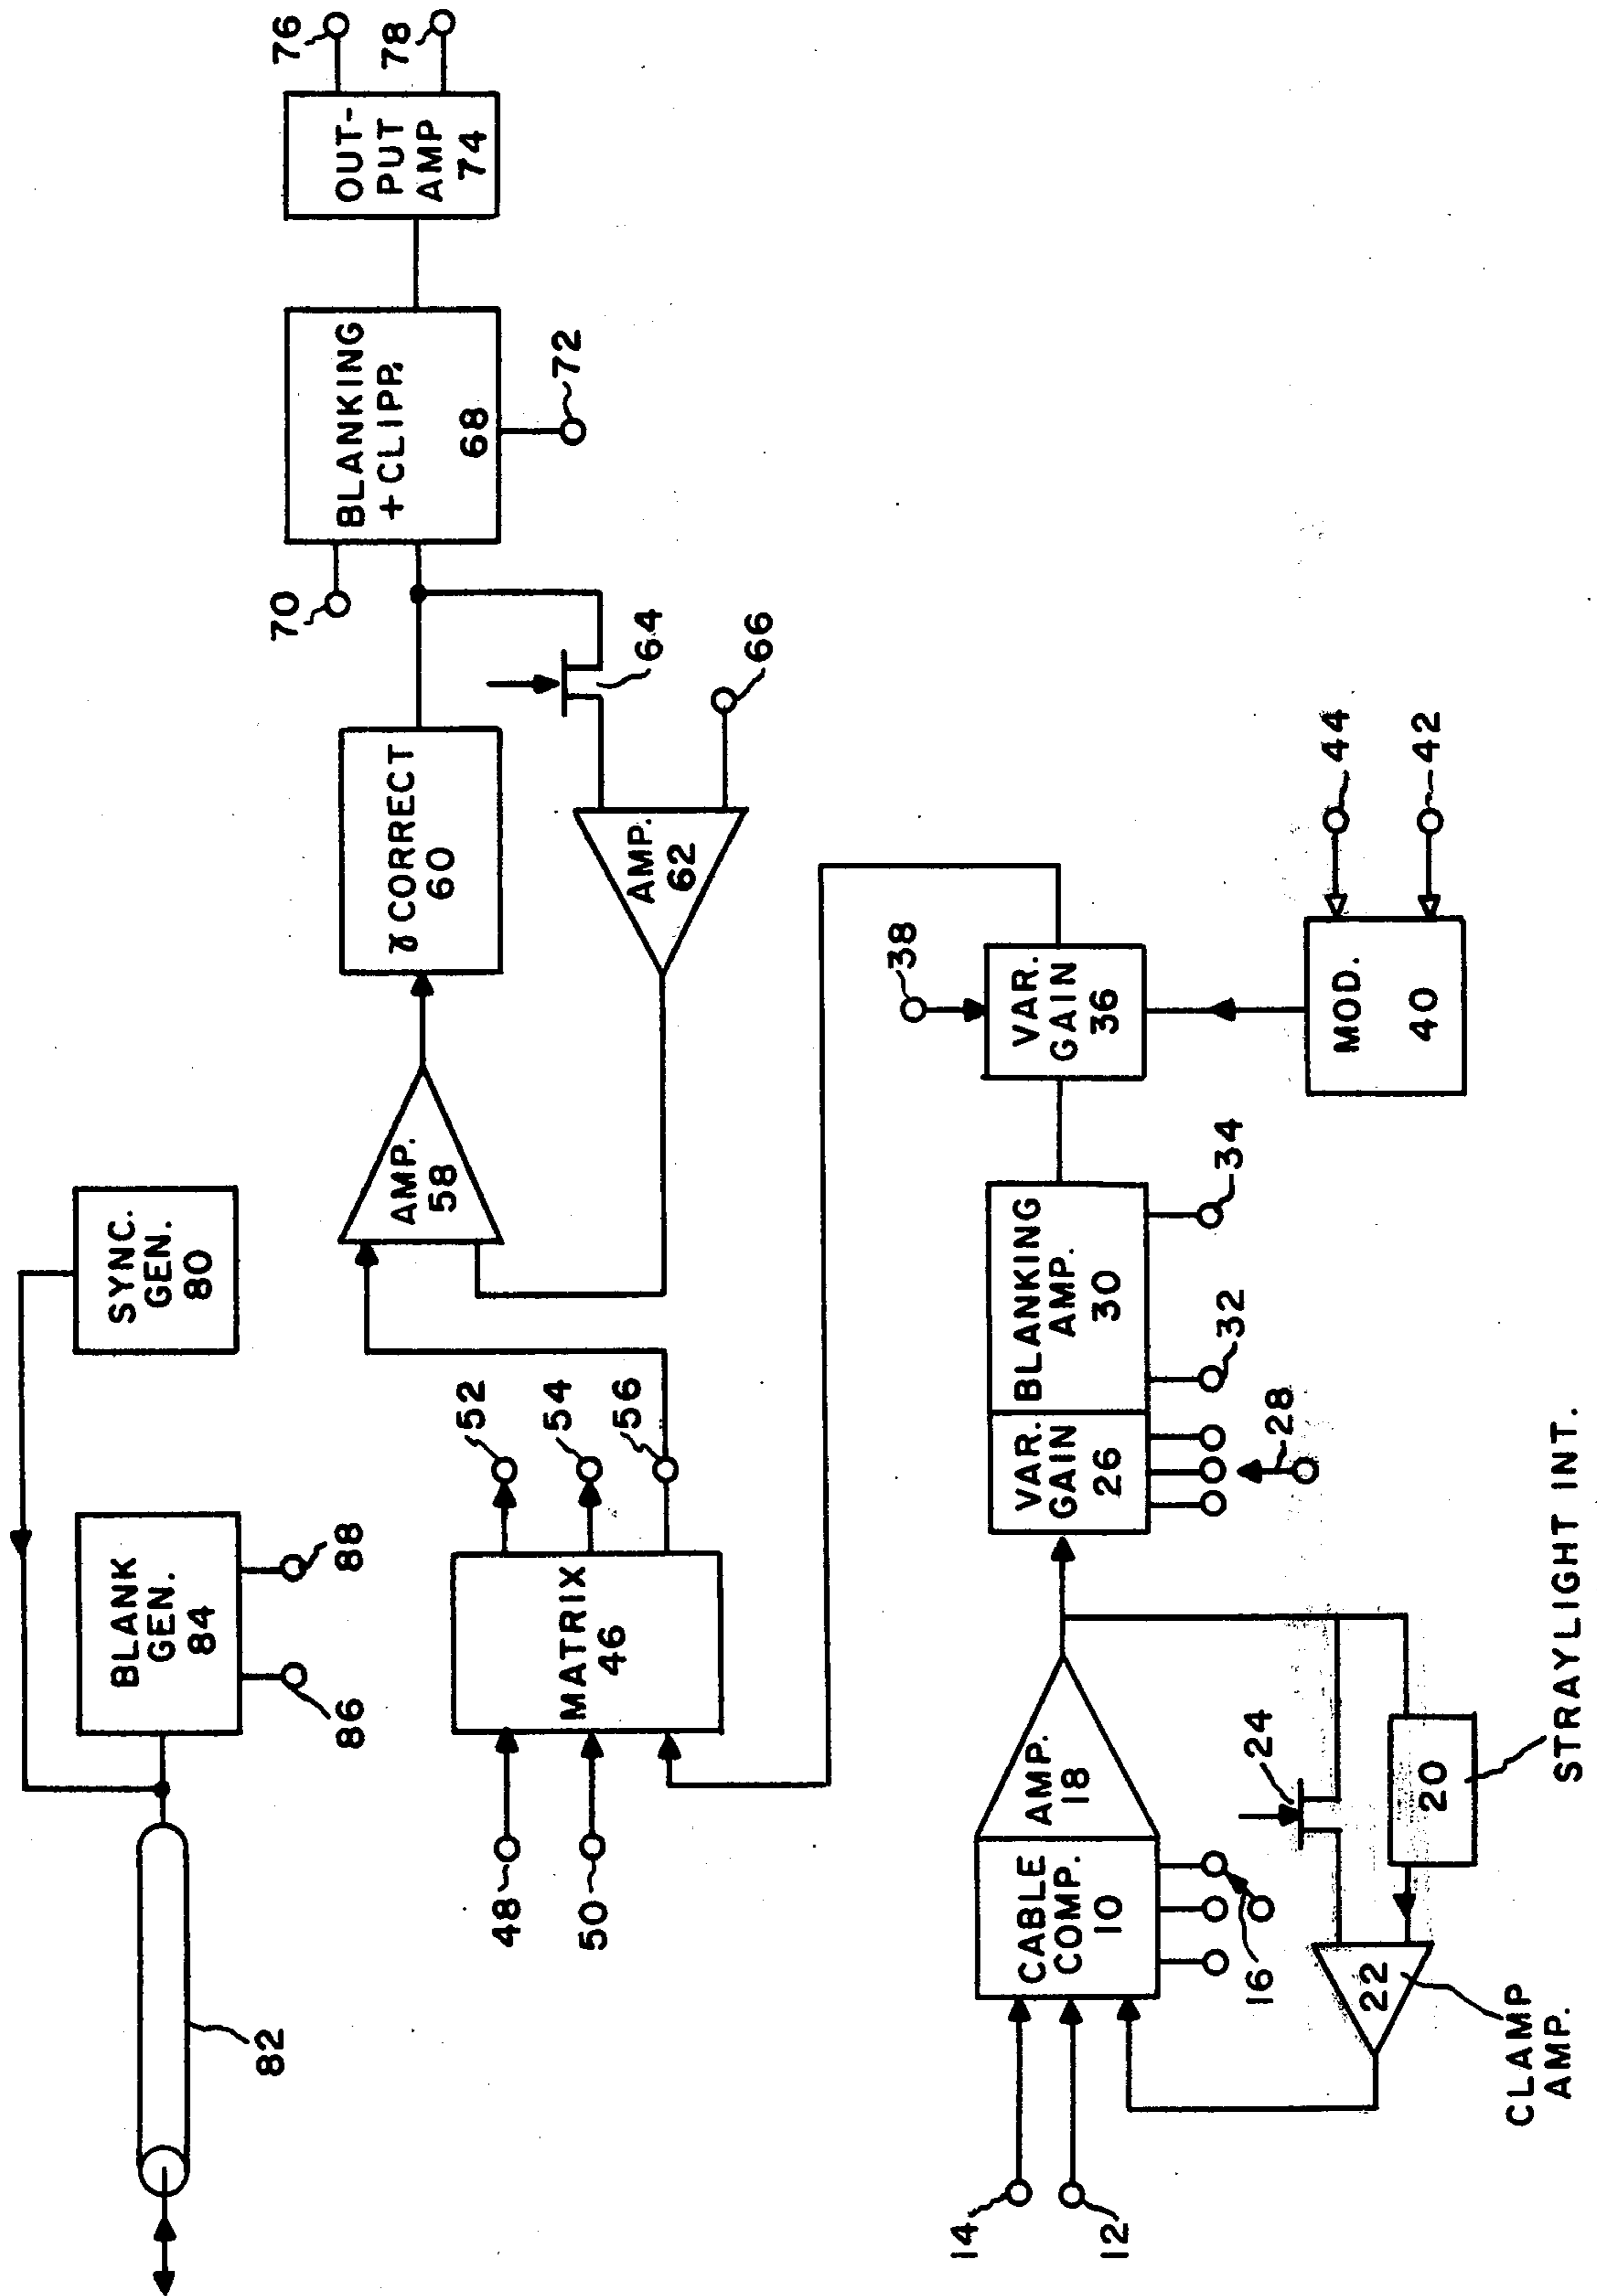 SYNC.
GEN.
80
BLANK
GEN.
84
82
86
88
76
78
OUT-
PUT
AMP
74
70
BLANKING
+CLIPP.
68
72
γ CORRECT
60
64
66
AMP.
62
AMP.
58
52
54
56
MATRIX
46
48
50
38
VAR.
GAIN
36
44
42
MOD.
40
BLANKING
AMP.
30
34
32
VAR.
GAIN
26
28
AMP.
18
CABLE
COMP.
10
14
12
16
24
20
STRAYLIGHT INT.
22
CLAMP
AMP.